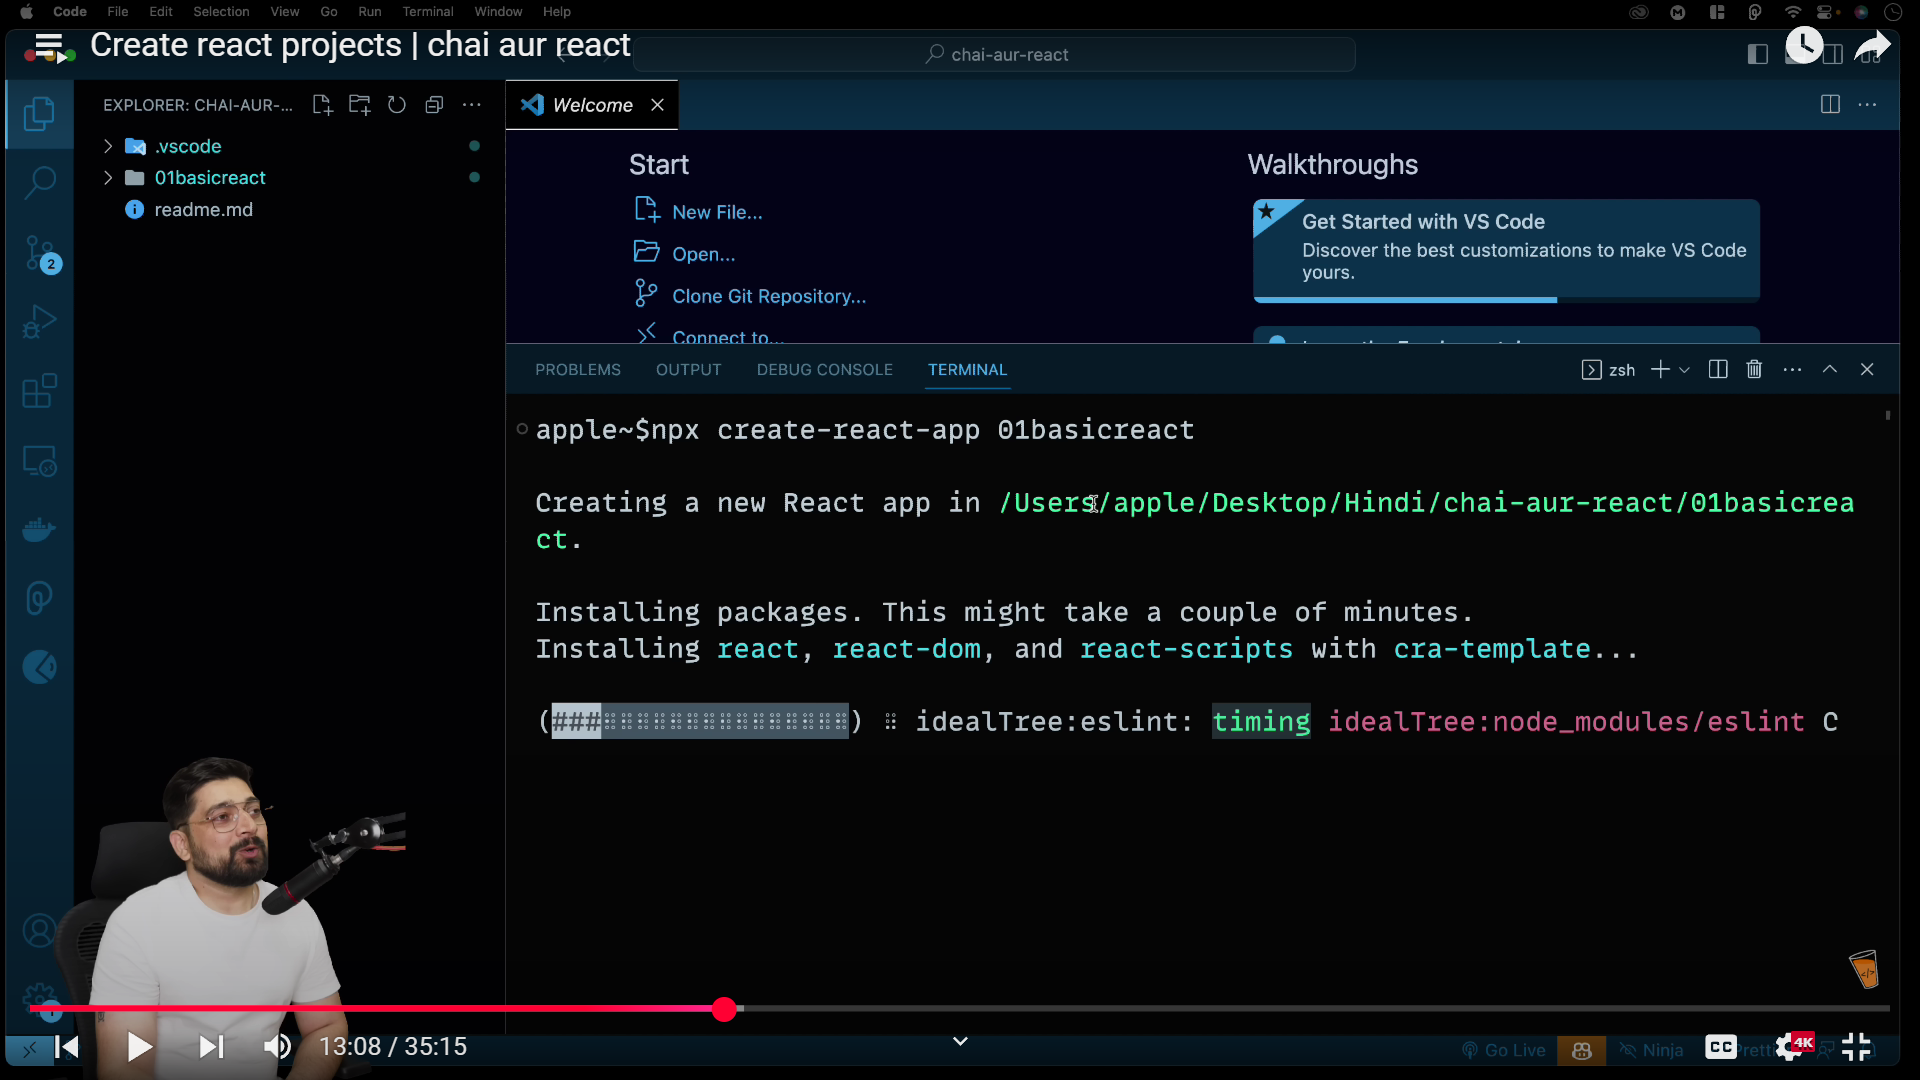 Code File Edit Selection View Go Run Terminal Window Help
Create react projects | chai aur react
chai-aur-react
EXPLORER: CHAI-AUR-...
Welcome
.vscode
01basicreact
readme.md
2
Start
New File...
Open...
Clone Git Repository...
Connect to...
Walkthroughs
Get Started with VS Code
Discover the best customizations to make VS Code
yours.
PROBLEMS OUTPUT DEBUG CONSOLE TERMINAL
zsh
apple~$npx create-react-app 01basicreact
Creating a new React app in /Users/apple/Desktop/Hindi/chai-aur-react/01basicrea
ct.
Installing packages. This might take a couple of minutes.
Installing react, react-dom, and react-scripts with cra-template...
(###⠂⠂⠂⠂⠂⠂⠂⠂⠂⠂⠂⠂⠂⠂⠂) ⠸ idealTree:eslint: timing idealTree:node_modules/eslint C
13:08 / 35:15
Go Live
Ninja
CC
4K